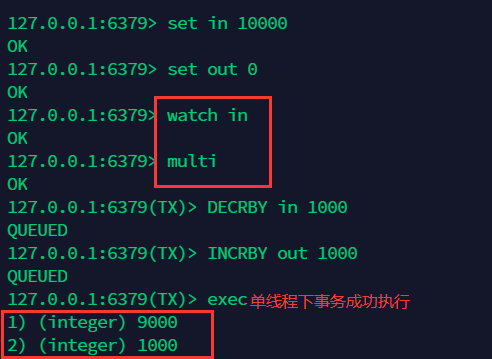 127.0.0.1:6379> set in 10000
OK
127.0.0.1:6379> set out 0
OK
127.0.0.1:6379> watch in
OK
127.0.0.1:6379> multi
OK
127.0.0.1:6379(TX)> DECRBY in 1000
QUEUED
127.0.0.1:6379(TX)> INCRBY out 1000
QUEUED
127.0.0.1:6379(TX)> exec 单线程下事务成功执行
1) (integer) 9000
2) (integer) 1000